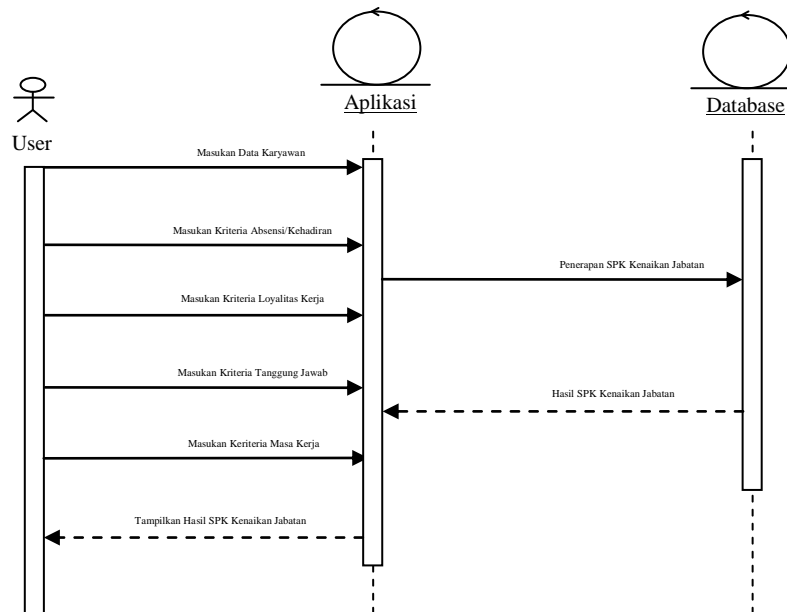 Aplikasi
Database
User
Masukan Data Karyawan
Masukan Kriteria Absensi/Kehadiran
Penerapan SPK Kenaikan Jabatan
Masukan Kriteria Loyalitas Kerja
Masukan Kriteria Tanggung Jawab
Hasil SPK Kenaikan Jabatan
Masukan Keriteria Masa Kerja
Tampilkan Hasil SPK Kenaikan Jabatan